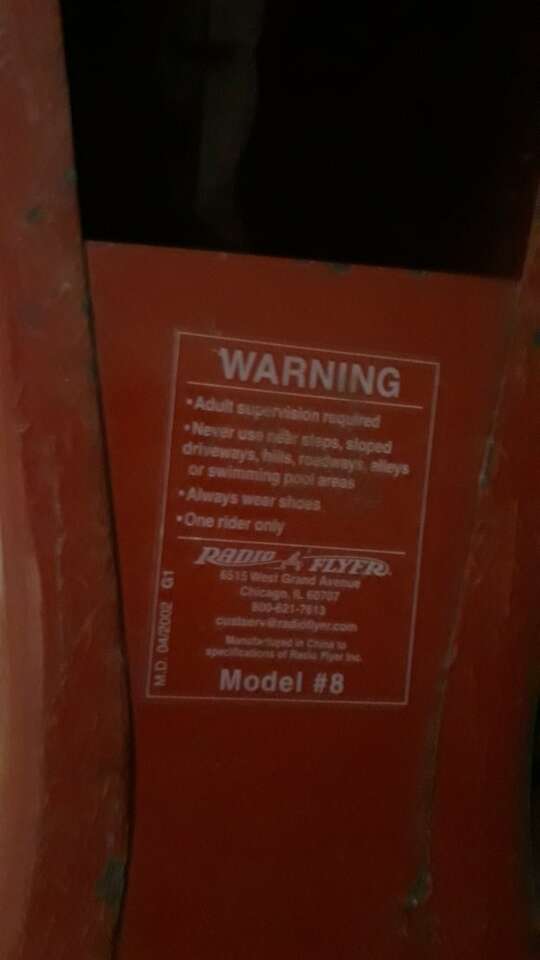 WARNING
•Adult supervision required
•Never use near steps, sloped
driveways, hills, roadways, alleys
or swimming pool areas
•Always wear shoes
•One rider only
RADIO FLYER®
6515 West Grand Avenue
Chicago, IL 60707
800-621-7613
custserv@radioflyer.com
Manufactured in China to
specifications of Radio Flyer Inc.
Model #8
M.D. 04/2002 G1